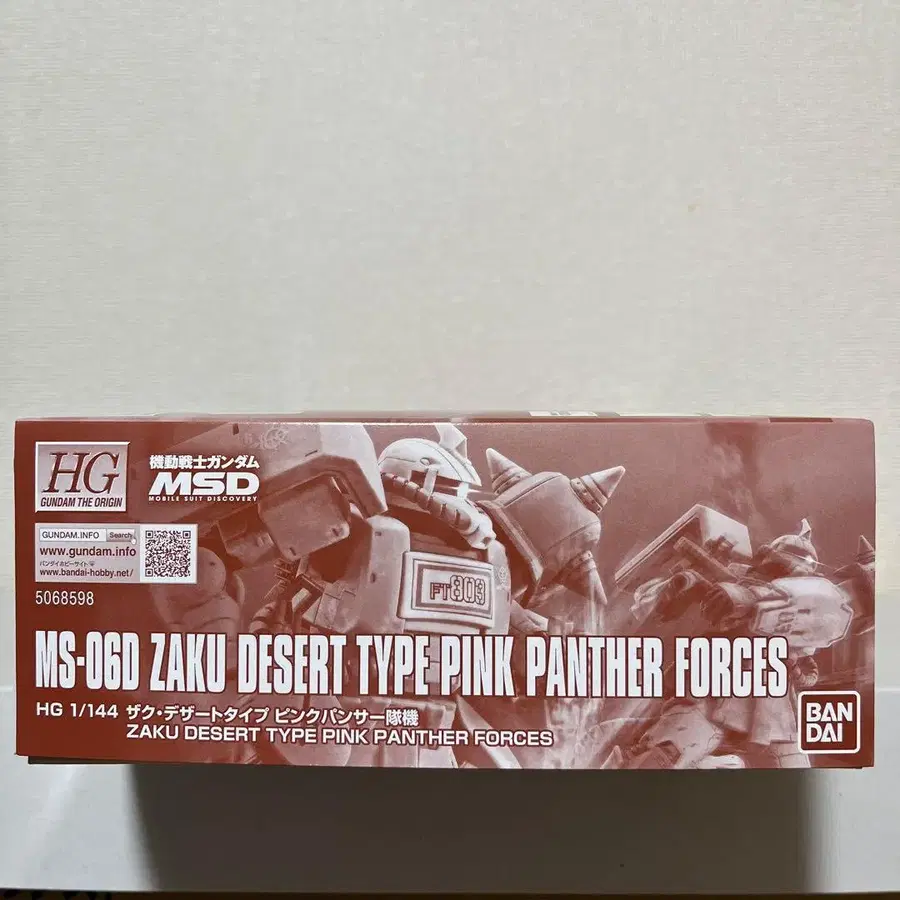 HG
GUNDAM THE ORIGIN
機動戦士ガンダム
MSD
MOBILE SUIT DISCOVERY
GUNDAM.INFO Search
www.gundam.info
バンダイホビーサイト
www.bandai-hobby.net/
5068598
FT303
MS-06D ZAKU DESERT TYPE PINK PANTHER FORCES
HG 1/144 ザク・デザートタイプ ピンクパンサー隊機
ZAKU DESERT TYPE PINK PANTHER FORCES
BAN
DAI